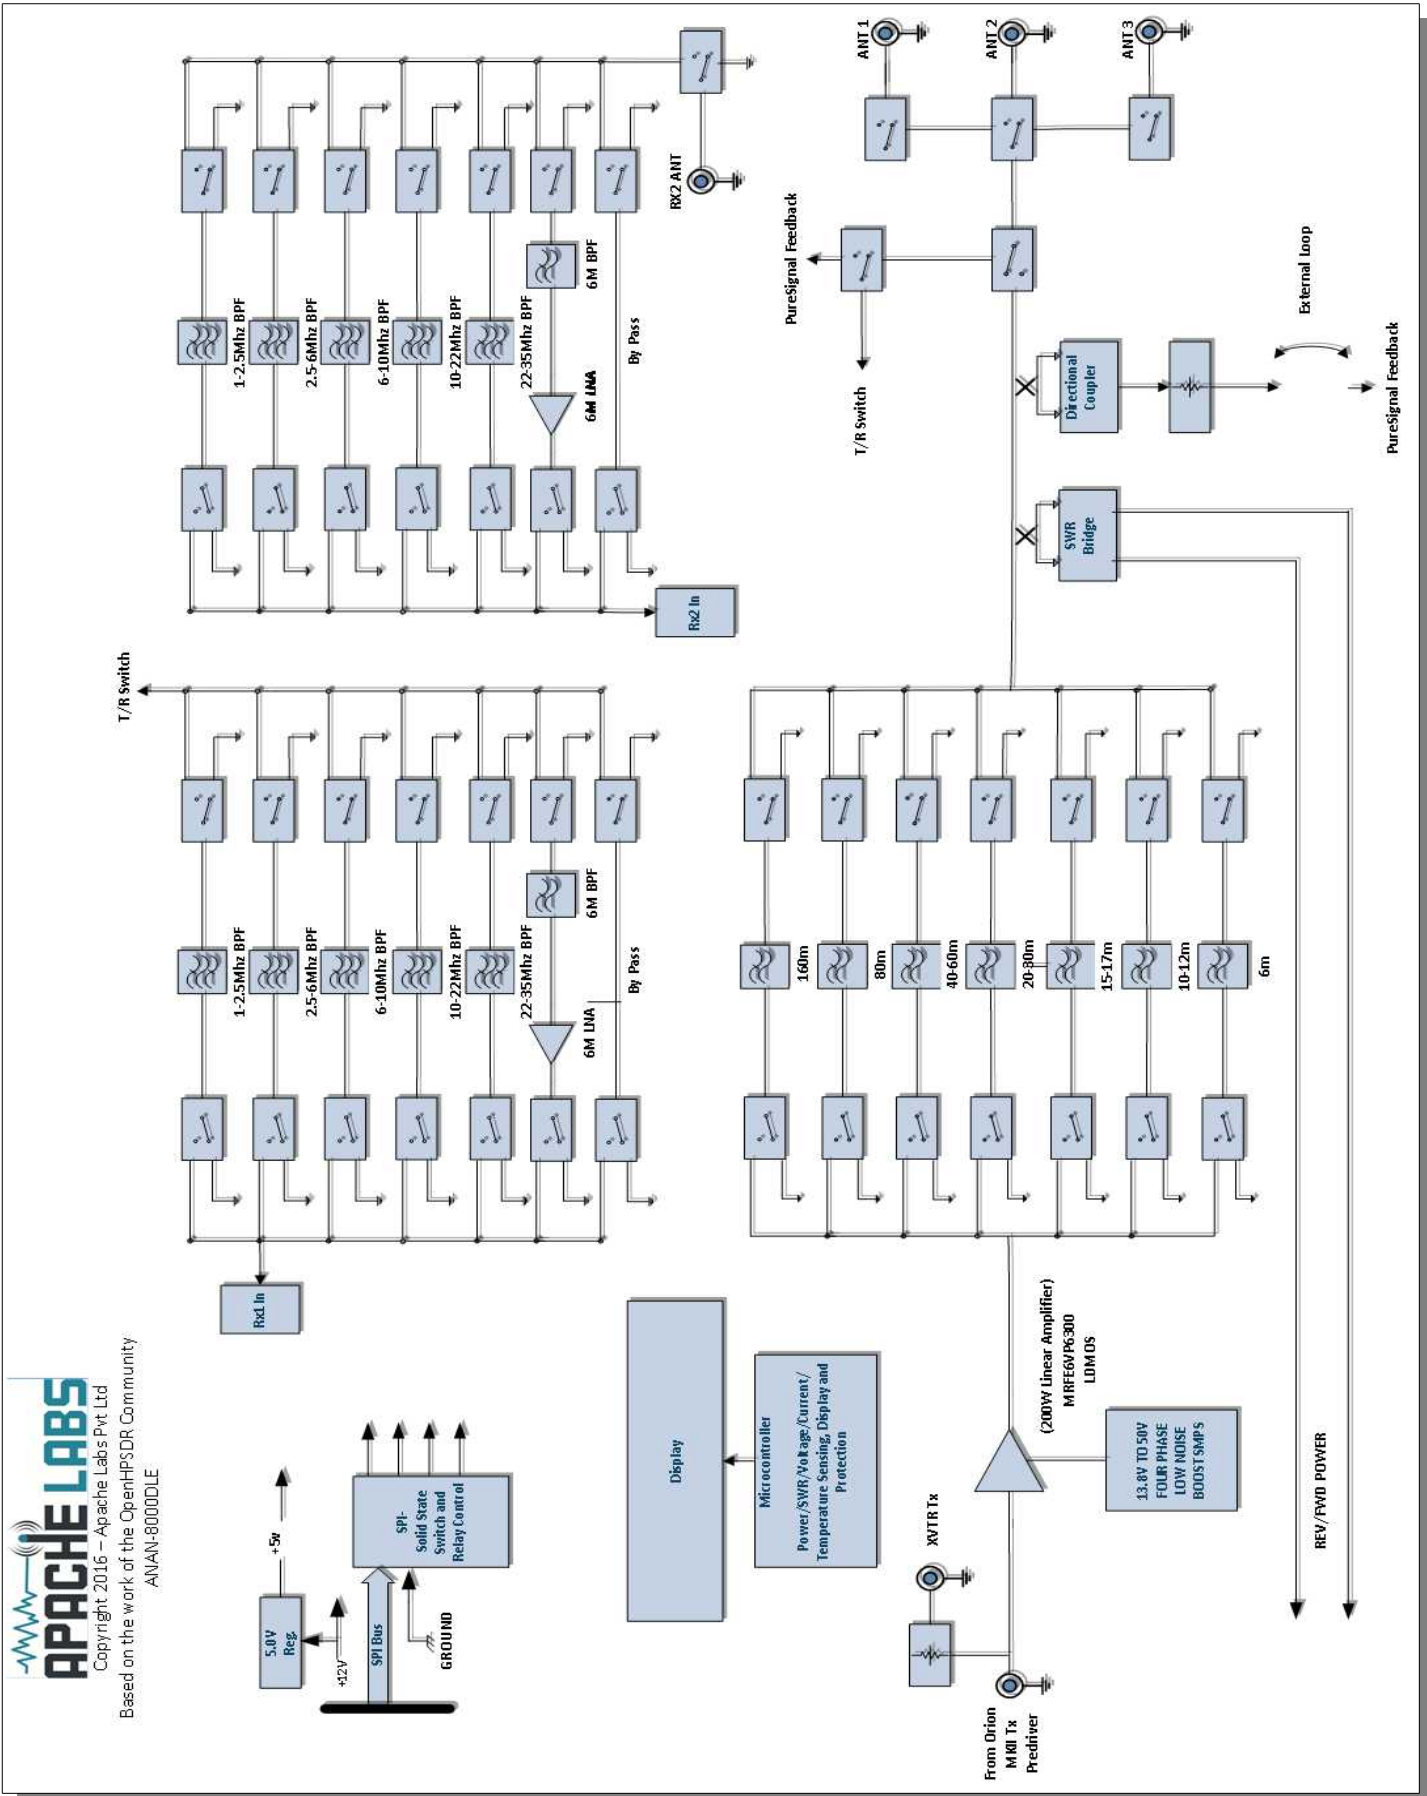 APACHE LABS
Copyright 2016 – Apache Labs Pvt Ltd
Based on the work of the OpenHPSDR Community
ANAN-8000DLE
5.0V
Reg.
+5v
+12V
SPI Bus
SPI-
Solid State
Switch and
Relay Control
GROUND
Rx1 In
T/R Switch
1-2.5Mhz BPF
2.5-6Mhz BPF
6-10Mhz BPF
10-22Mhz BPF
22-35Mhz BPF
6M LNA
6M BPF
By Pass
1-2.5Mhz BPF
2.5-6Mhz BPF
6-10Mhz BPF
10-22Mhz BPF
22-35Mhz BPF
6M LNA
6M BPF
By Pass
Rx2 In
RX2 ANT
Display
Microcontroller
Power/SWR/Voltage/Current/
Temperature Sensing, Display and
Protection
From Orion
MKII Tx
Predriver
XVTR Tx
(200W Linear Amplifier)
MRFE6VP6300
LDMOS
13.8V TO 50V
FOUR PHASE
LOW NOISE
BOOST SMPS
160m
80m
40-60m
20-30m
15-17m
10-12m
6m
SWR
Bridge
Directional
Coupler
T/R Switch
PureSignal Feedback
ANT 1
ANT 2
ANT 3
External Loop
PureSignal Feedback
REV/FWD POWER